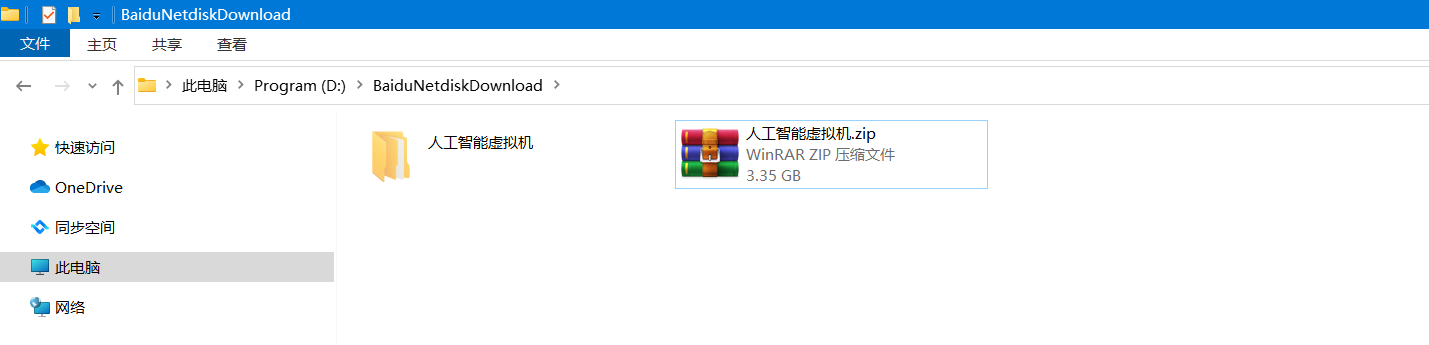 BaiduNetdiskDownload
文件 主页 共享 查看
此电脑 Program (D:) BaiduNetdiskDownload
快速访问
OneDrive
同步空间
此电脑
网络
人工智能虚拟机
人工智能虚拟机.zip
WinRAR ZIP 压缩文件
3.35 GB